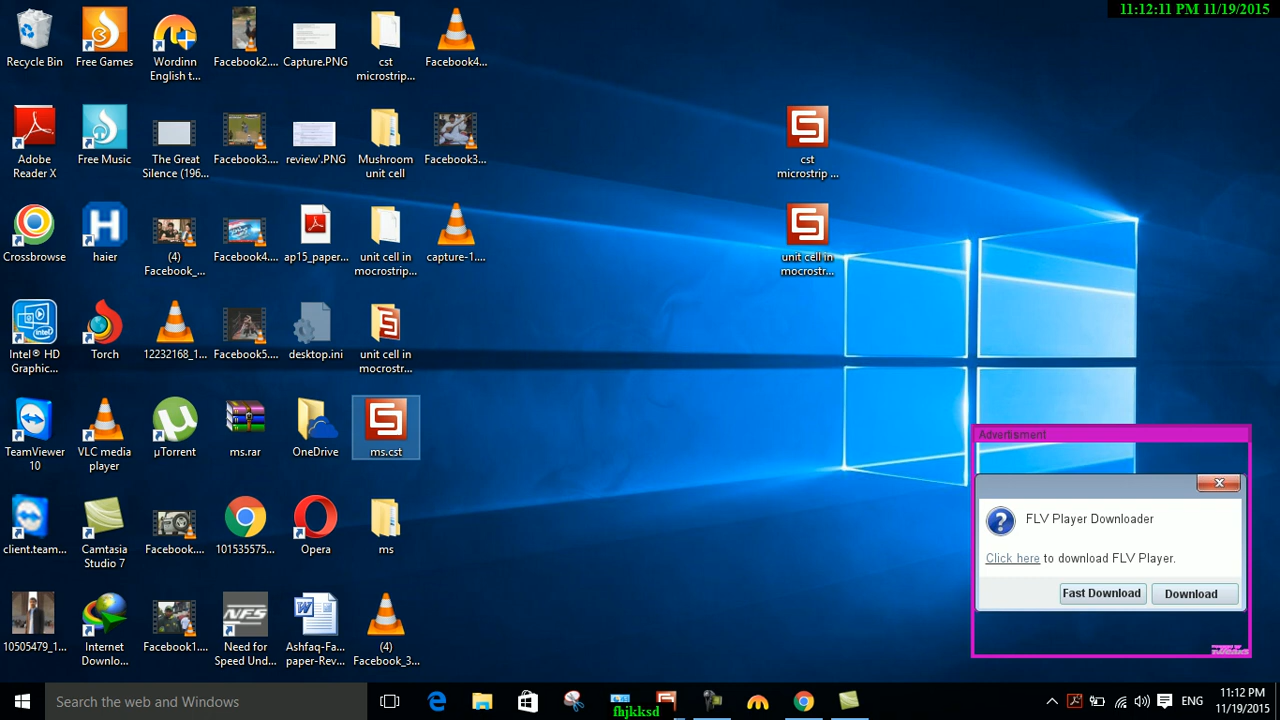 11:12:11 PM 11/19/2015
Recycle Bin
Free Games
Wordinn
English t...
Facebook2....
Capture.PNG
cst
microstrip...
Facebook4...
Adobe
Reader X
Free Music
The Great
Silence (196...
Facebook3....
review'.PNG
Mushroom
unit cell
Facebook3...
cst
microstrip ...
Crossbrowse
haier
(4)
Facebook_...
Facebook4....
ap15_paper...
unit cell in
mocrostrip...
capture-1....
unit cell in
mocrostr...
Intel® HD
Graphic...
Torch
12232168_1...
Facebook5....
desktop.ini
unit cell in
mocrostr...
TeamViewer
10
VLC media
player
µTorrent
ms.rar
OneDrive
ms.cst
client.team...
Camtasia
Studio 7
Facebook....
101535575...
Opera
ms
10505479_1...
Internet
Downlo...
Facebook1....
NFS
Need for
Speed Und...
Ashfaq-Fa...
paper-Rev...
(4)
Facebook_3...
Advertisment
FLV Player Downloader
Click here to download FLV Player.
Fast Download
Download
Search the web and Windows
fhjkksd
ENG
11:12 PM
11/19/2015